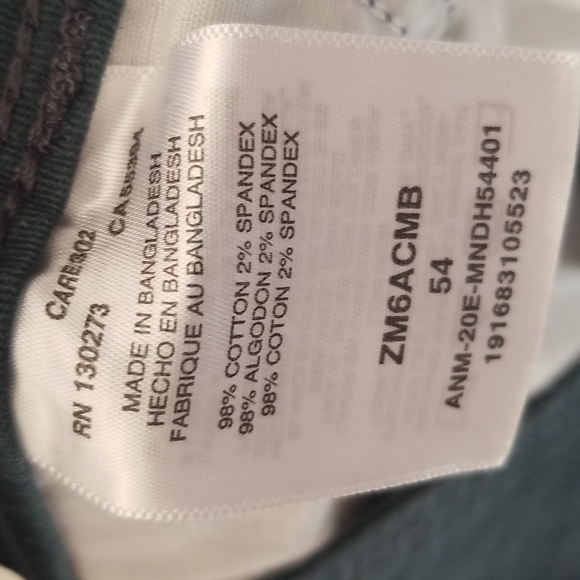 CARE302
RN 130273 CA55394
MADE IN BANGLADESH
HECHO EN BANGLADESH
FABRIQUE AU BANGLADESH
98% COTTON 2% SPANDEX
98% ALGODON 2% SPANDEX
98% COTON 2% SPANDEX
ZM6ACMB
54
ANM-20E-MNDH54401
191683105523